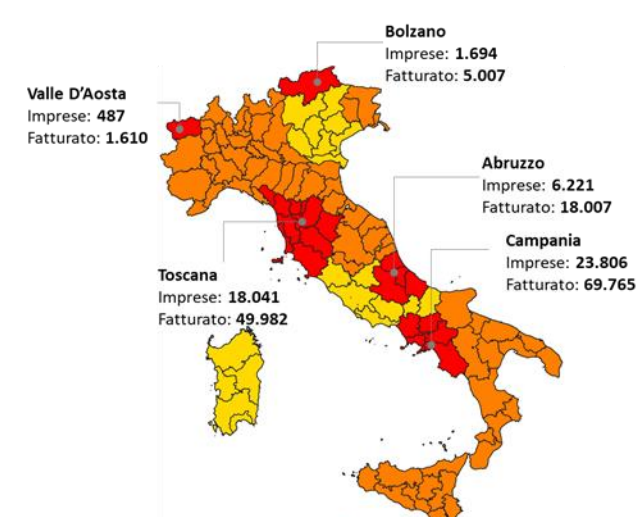 Bolzano
Imprese: 1.694
Fatturato: 5.007
Valle D'Aosta
Imprese: 487
Fatturato: 1.610
Abruzzo
Imprese: 6.221
Fatturato: 18.007
Campania
Imprese: 23.806
Fatturato: 69.765
Toscana
Imprese: 18.041
Fatturato: 49.982